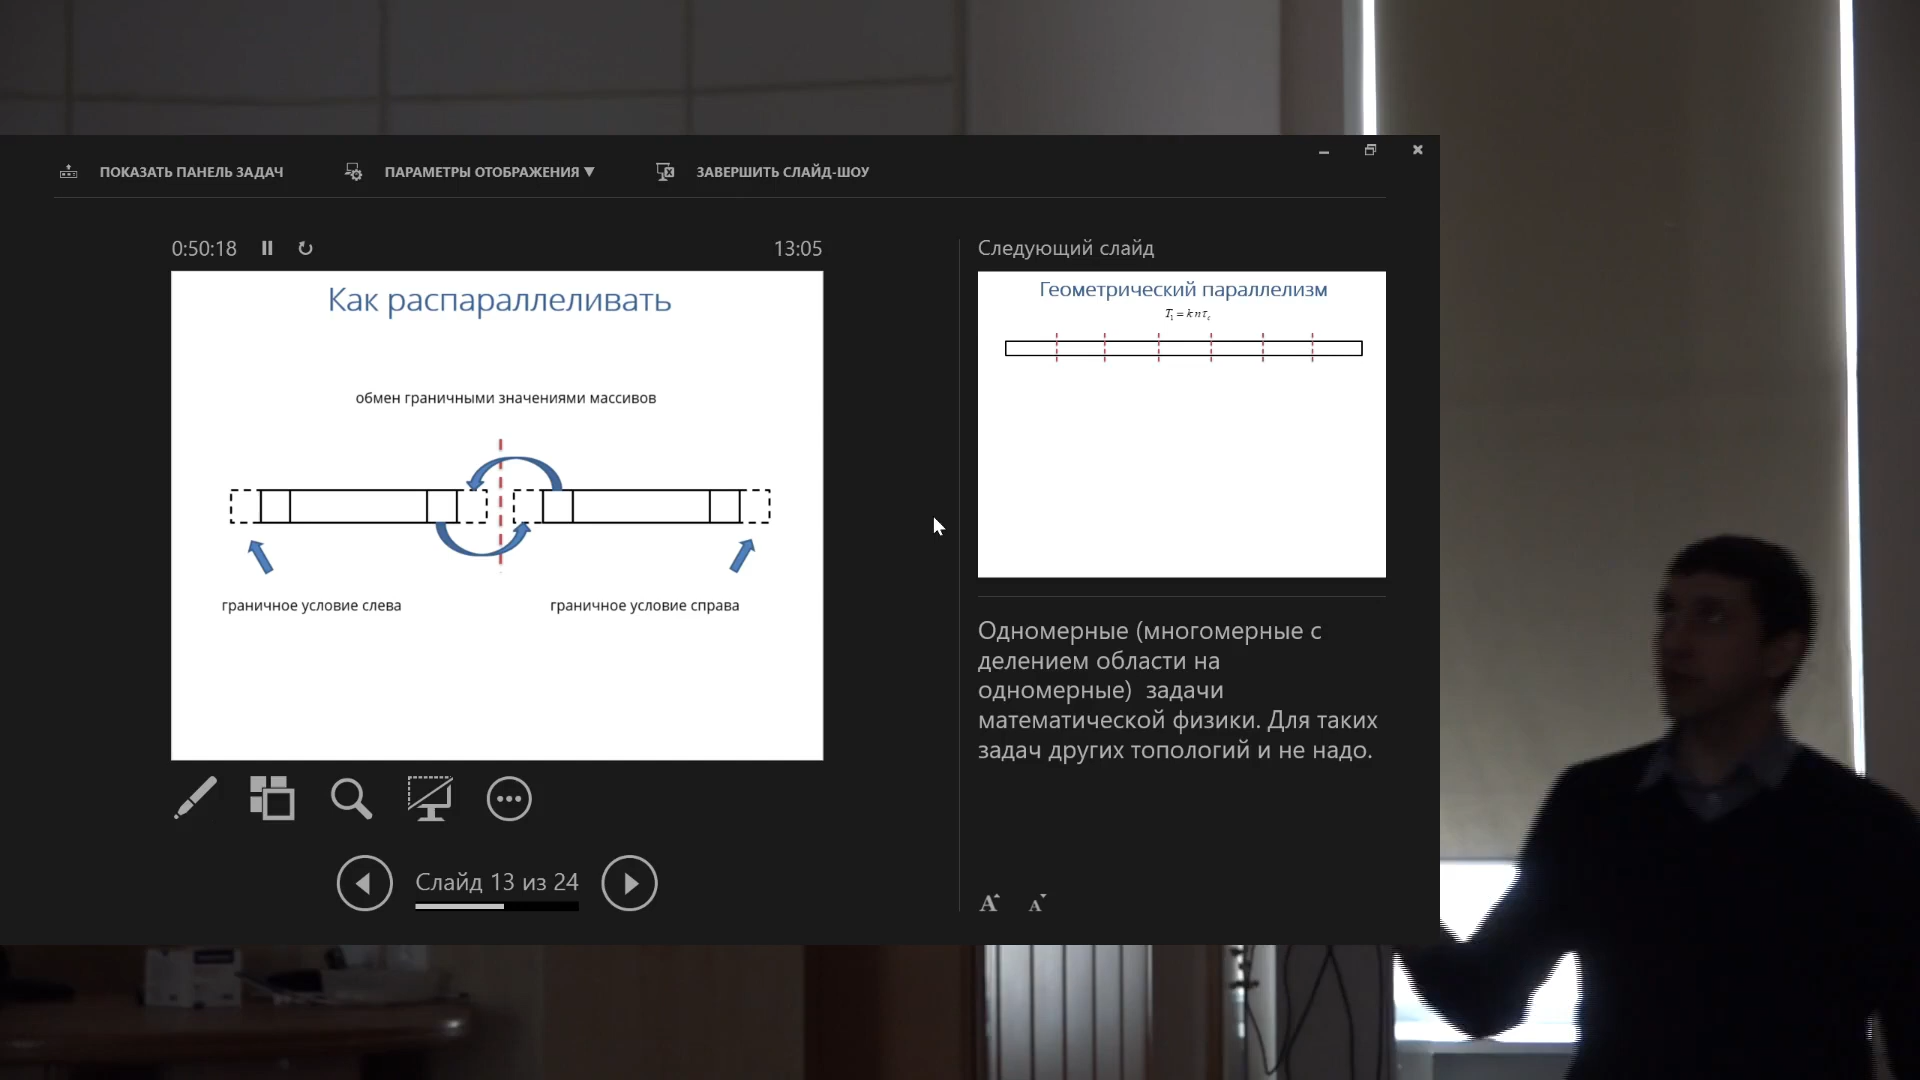 ПОКАЗАТЬ ПАНЕЛЬ ЗАДАЧ
ПАРАМЕТРЫ ОТОБРАЖЕНИЯ ▼
ЗАВЕРШИТЬ СЛАЙД-ШОУ
0:50:18
13:05
Как распараллеливать
обмен граничными значениями массивов
граничное условие слева
граничное условие справа
Слайд 13 из 24
Следующий слайд
Геометрический параллелизм
T₁ = k n τ_c
Одномерные (многомерные с
делением области на
одномерные) задачи
математической физики. Для таких
задач других топологий и не надо.
A A